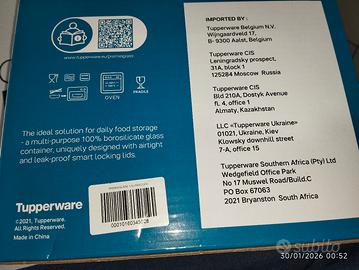 www.tupperware.eu/
OVEN
FRAGILE
The ideal solution for daily food storage
- a multi-purpose 100% borosilicate glass
container, uniquely designed with airtight
and leak-proof smart locking lids.
Tupperware
©2021, Tupperware.
All Rights Reserved.
Made in China
IMPORTED BY :
Tupperware Belgium N.V.
Wijngaardveld 17,
B- 9300 Aalst, Belgium
Tupperware CIS
Leningradsky prospect,
31A, block 1
125284 Moscow Russia
Tupperware CIS
Bld 210A, Dostyk Avenue
fl. 4, office 1
Almaty, Kazakhstan
LLC «Tupperware Ukraine»
01021, Ukraine, Kiev
Klowsky downhill street
7-A, office 15
Tupperware Southern Africa (Pty) Ltd
Wedgefield Office Park
No 17 Muswel Road/Build.C
PO Box 67063
2021 Bryanston South Africa
subito
30/01/2026 00:52